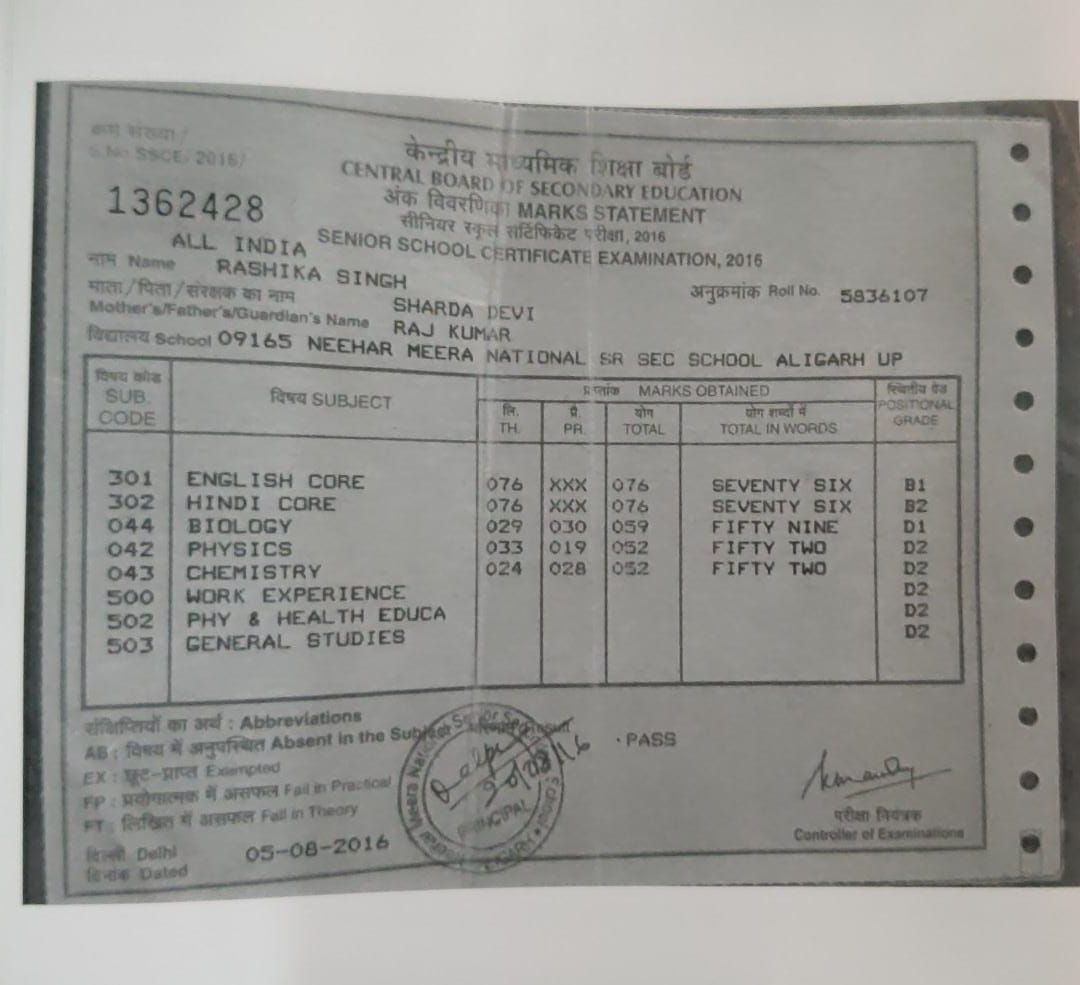 क्रम संख्या /
S.No SSCE/2016/
1362428
केन्द्रीय माध्यमिक शिक्षा बोर्ड
CENTRAL BOARD OF SECONDARY EDUCATION
अंक विवरणिका MARKS STATEMENT
सीनियर स्कूल सर्टिफिकेट परीक्षा, 2016
ALL INDIA SENIOR SCHOOL CERTIFICATE EXAMINATION, 2016
नाम Name RASHIKA SINGH
अनुक्रमांक Roll No. 5836107
माता/पिता/संरक्षक का नाम SHARDA DEVI
Mother's/Father's/Guardian's Name RAJ KUMAR
विद्यालय School 09165 NEEHAR MEERA NATIONAL SR SEC SCHOOL ALIGARH UP
विषय कोड SUB. CODE विषय SUBJECT प्राप्तांक MARKS OBTAINED स्थितीय ग्रेड POSITIONAL GRADE
लि. TH. प्रै. PR. योग TOTAL योग शब्दों में TOTAL IN WORDS
301 ENGLISH CORE 076 XXX 076 SEVENTY SIX B1
302 HINDI CORE 076 XXX 076 SEVENTY SIX B2
044 BIOLOGY 029 030 059 FIFTY NINE D1
042 PHYSICS 033 019 052 FIFTY TWO D2
043 CHEMISTRY 024 028 052 FIFTY TWO D2
500 WORK EXPERIENCE D2
502 PHY & HEALTH EDUCA D2
503 GENERAL STUDIES D2
संक्षिप्तियों का अर्थ : Abbreviations
AB : विषय में अनुपस्थित Absent in the Subject
Result PASS
EX : छूट-प्राप्त Exempted
FP : प्रयोगात्मक में असफल Fail in Practical
FT : लिखित में असफल Fail in Theory
PRINCIPAL
दिल्ली Delhi
दिनांक Dated 05-08-2016
परीक्षा नियंत्रक
Controller of Examinations